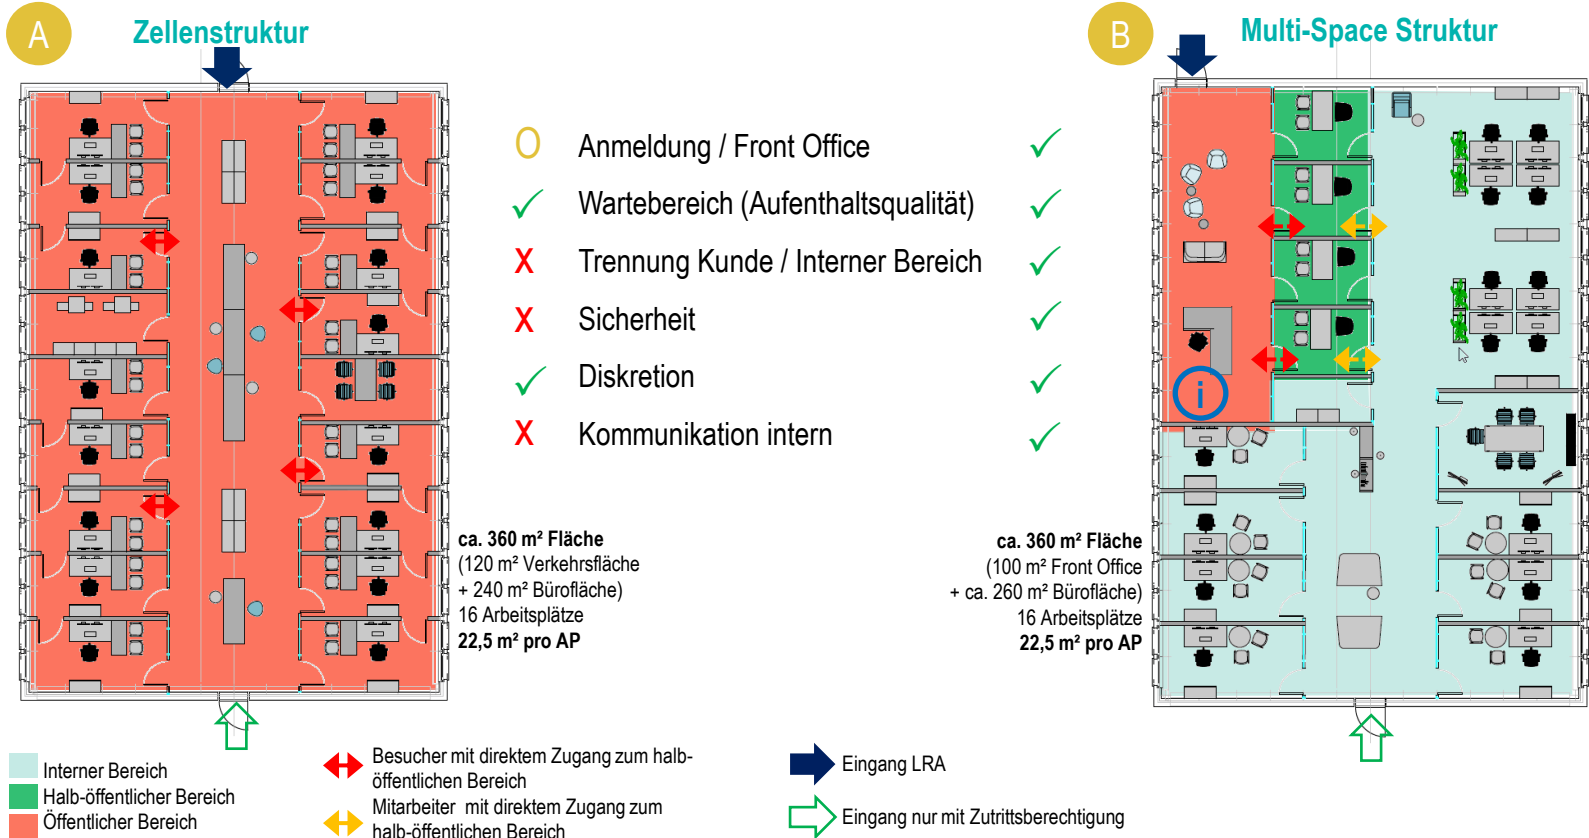 A
Zellenstruktur
B
Multi-Space Struktur
O Anmeldung / Front Office ✓
✓ Wartebereich (Aufenthaltsqualität) ✓
X Trennung Kunde / Interner Bereich ✓
X Sicherheit ✓
✓ Diskretion ✓
X Kommunikation intern ✓
i
ca. 360 m² Fläche
(120 m² Verkehrsfläche
+ 240 m² Bürofläche)
16 Arbeitsplätze
22,5 m² pro AP
ca. 360 m² Fläche
(100 m² Front Office
+ ca. 260 m² Bürofläche)
16 Arbeitsplätze
22,5 m² pro AP
Interner Bereich
Halb-öffentlicher Bereich
Öffentlicher Bereich
Besucher mit direktem Zugang zum halb-
öffentlichen Bereich
Mitarbeiter mit direktem Zugang zum
halb-öffentlichen Bereich
Eingang LRA
Eingang nur mit Zutrittsberechtigung